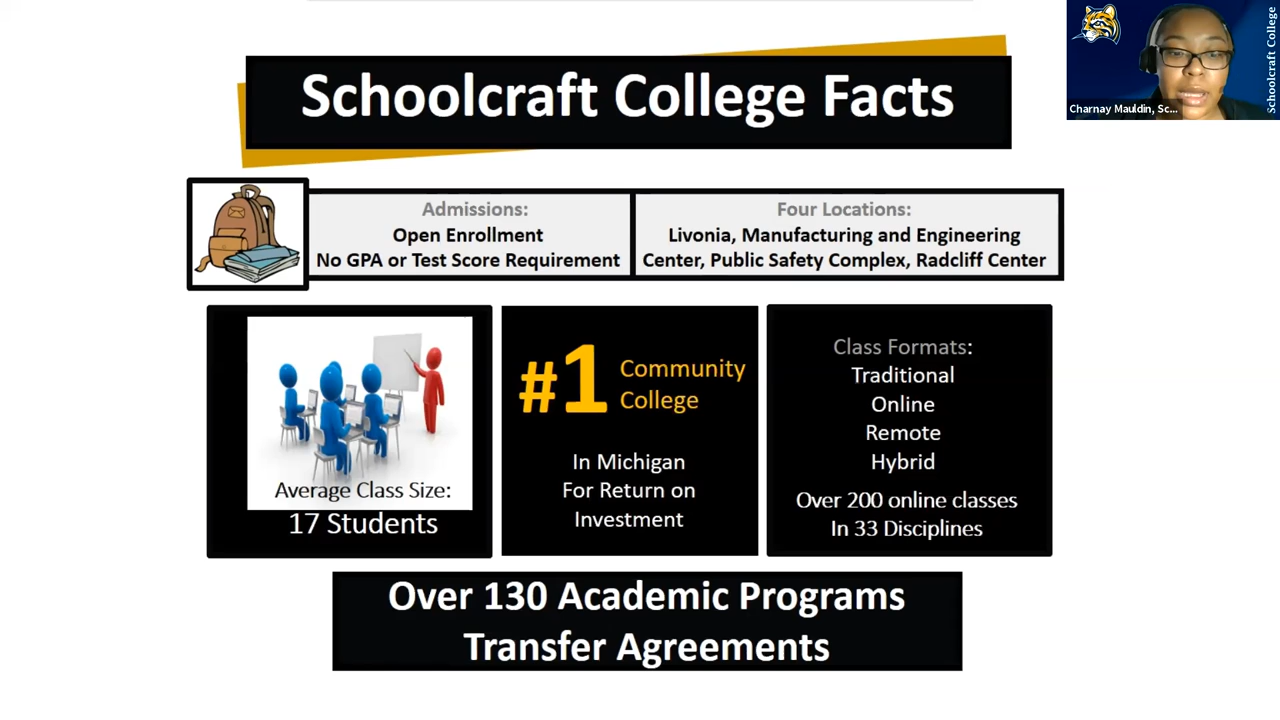 Schoolcraft College Facts
Charnay Mauldin, Sc...
Schoolcraft College
Admissions:
Open Enrollment
No GPA or Test Score Requirement
Four Locations:
Livonia, Manufacturing and Engineering
Center, Public Safety Complex, Radcliff Center
Average Class Size:
17 Students
#1 Community
College
In Michigan
For Return on
Investment
Class Formats:
Traditional
Online
Remote
Hybrid
Over 200 online classes
In 33 Disciplines
Over 130 Academic Programs
Transfer Agreements